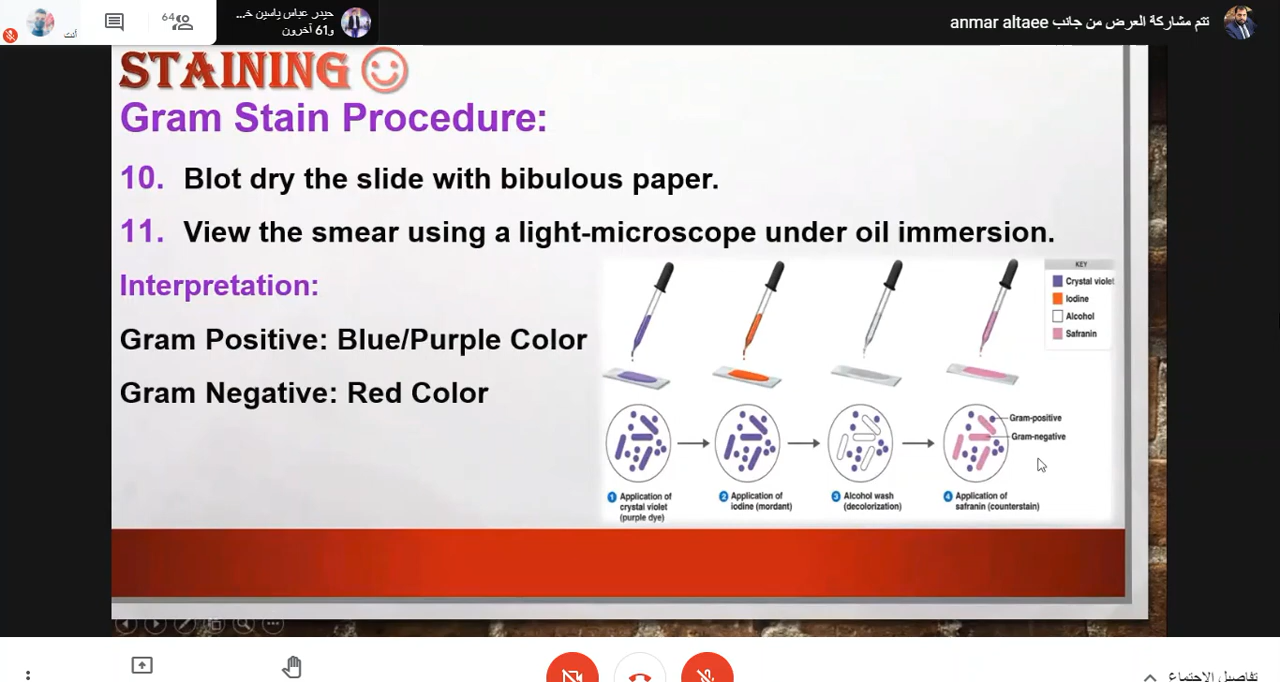 64
أنت
حيدر عباس ياسين خـ...
و61 آخرون
تتم مشاركة العرض من جانب anmar altaee
STAINING
Gram Stain Procedure:
10. Blot dry the slide with bibulous paper.
11. View the smear using a light-microscope under oil immersion.
Interpretation:
Gram Positive: Blue/Purple Color
Gram Negative: Red Color
KEY
Crystal violet
Iodine
Alcohol
Safranin
Gram-positive
Gram-negative
1 Application of
crystal violet
(purple dye)
2 Application of
iodine (mordant)
3 Alcohol wash
(decolorization)
4 Application of
safranin (counterstain)
تفاصيل الاجتماع